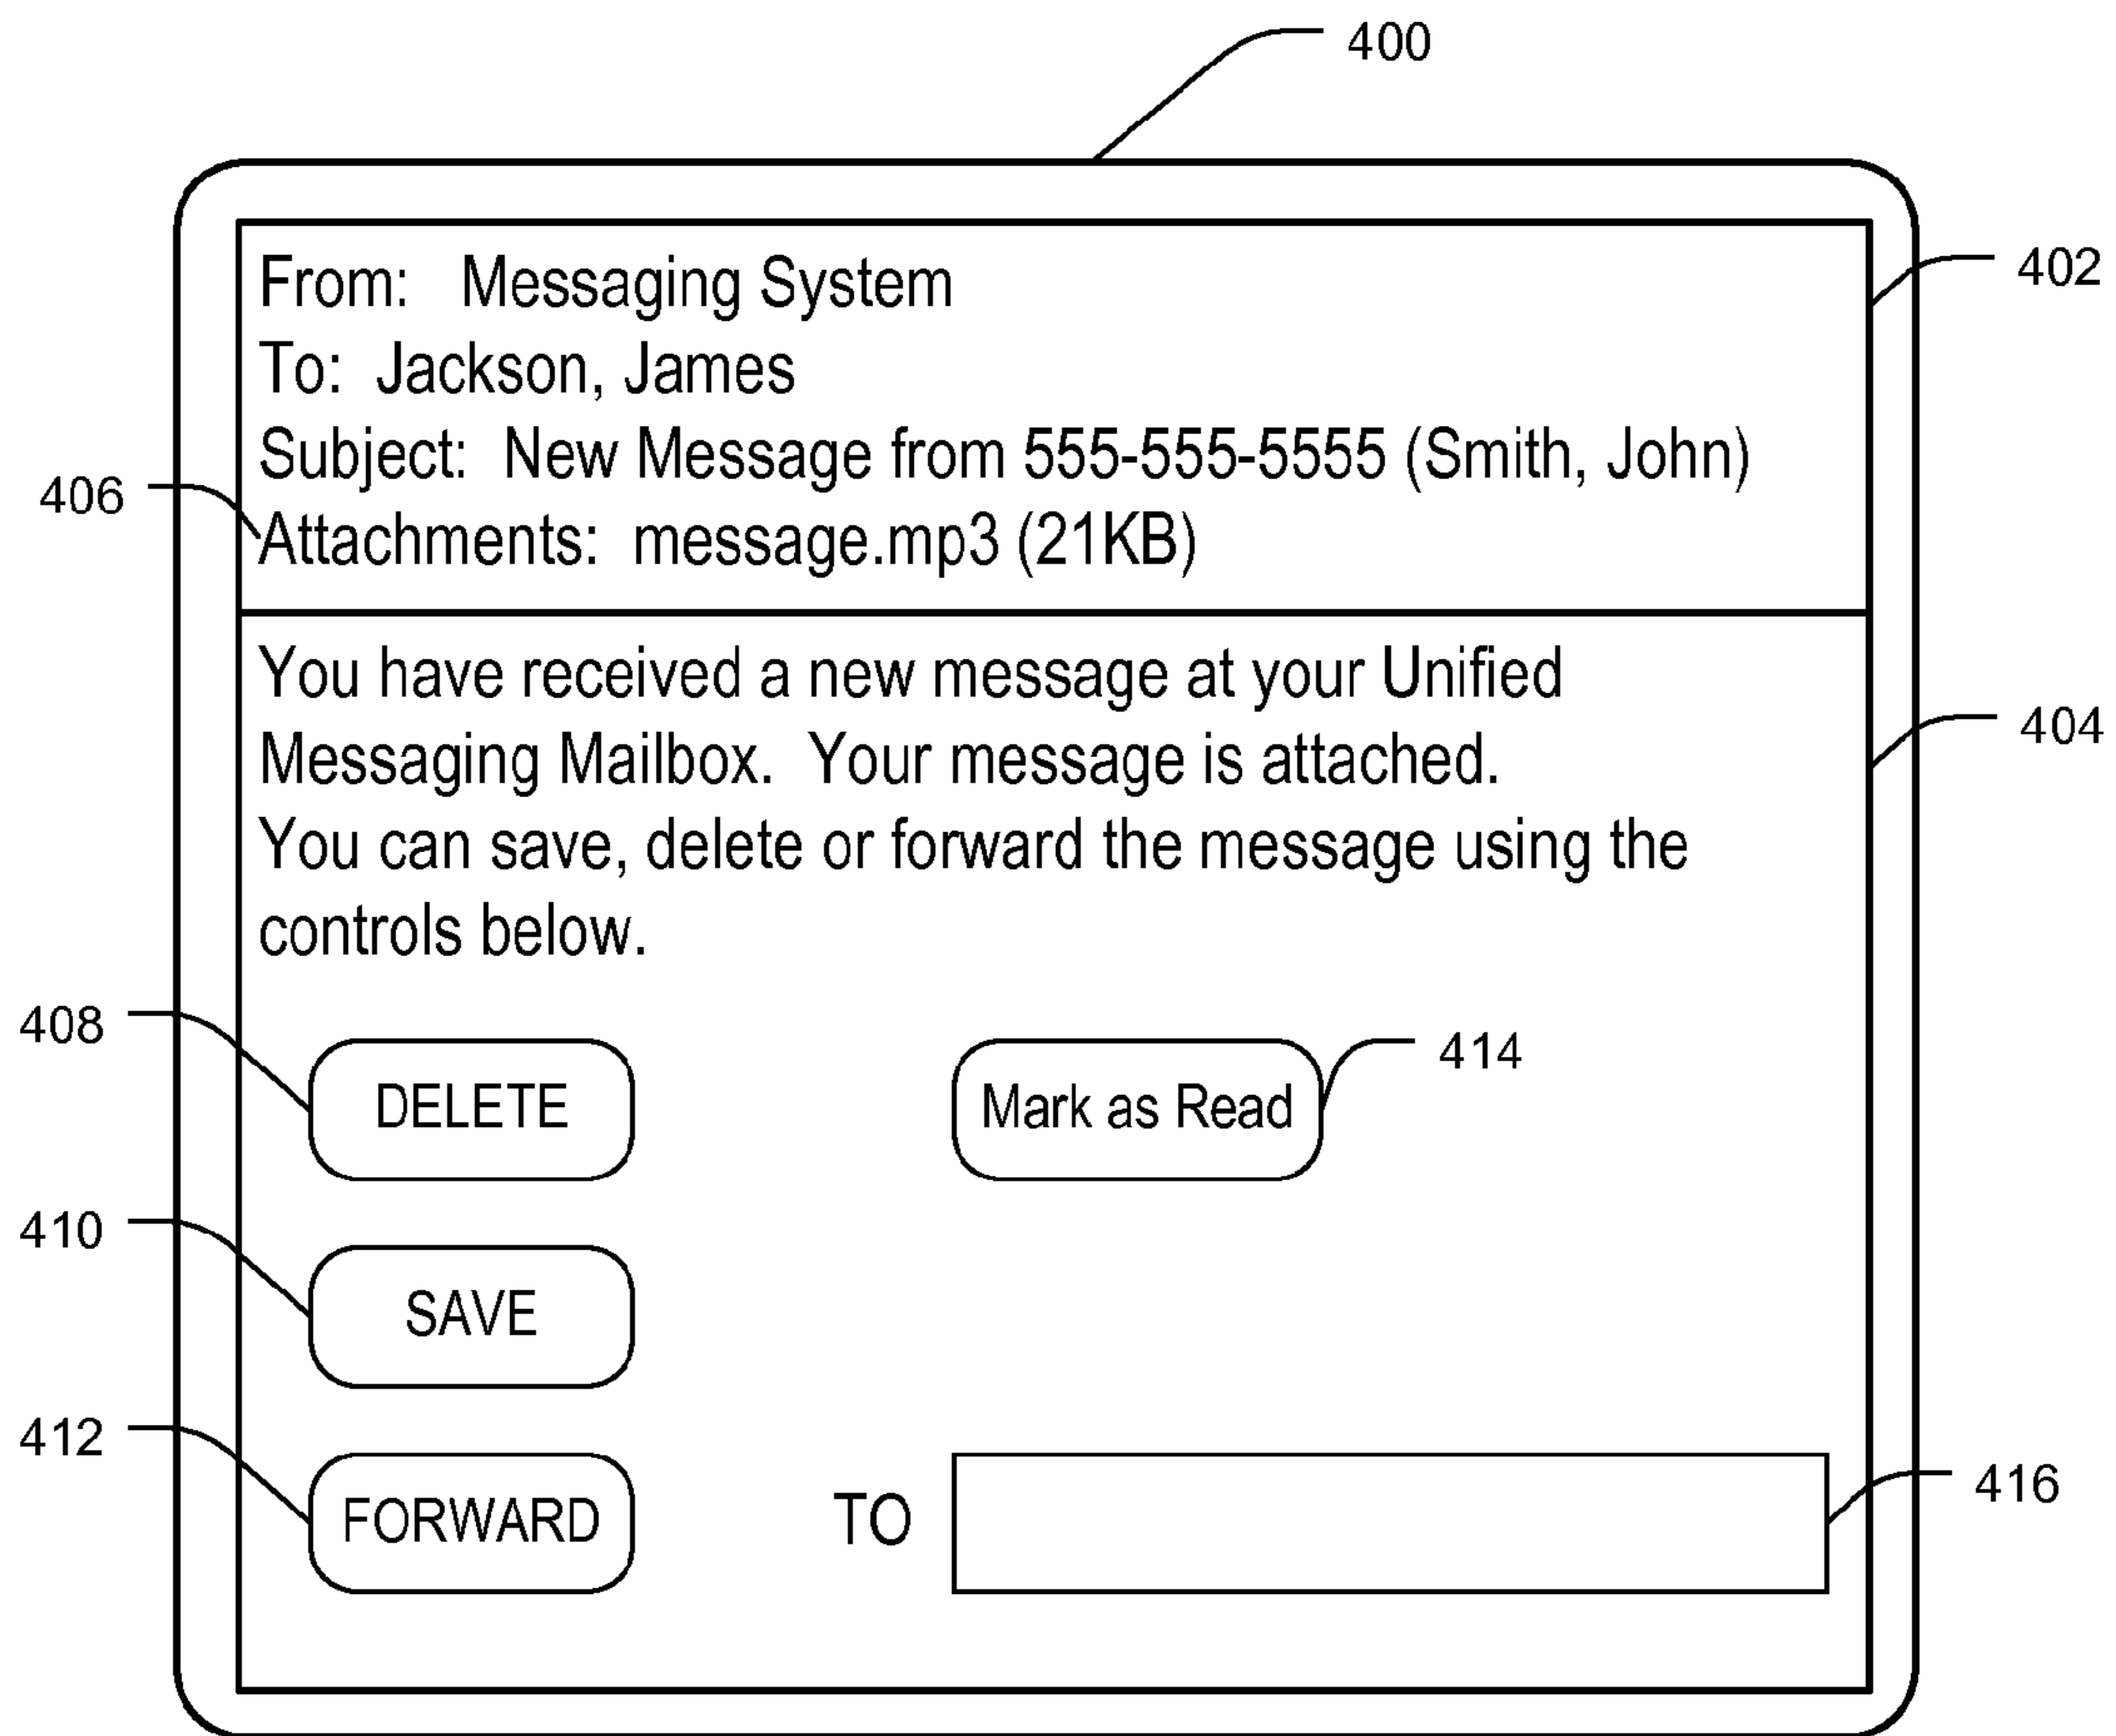 400
From: Messaging System
402
To: Jackson, James
Subject: New Message from 555-555-5555 (Smith, John)
406
Attachments: message.mp3 (21KB)
You have received a new message at your Unified
404
Messaging Mailbox. Your message is attached.
You can save, delete or forward the message using the
controls below.
408
DELETE
Mark as Read
414
410
SAVE
412
FORWARD
TO
416